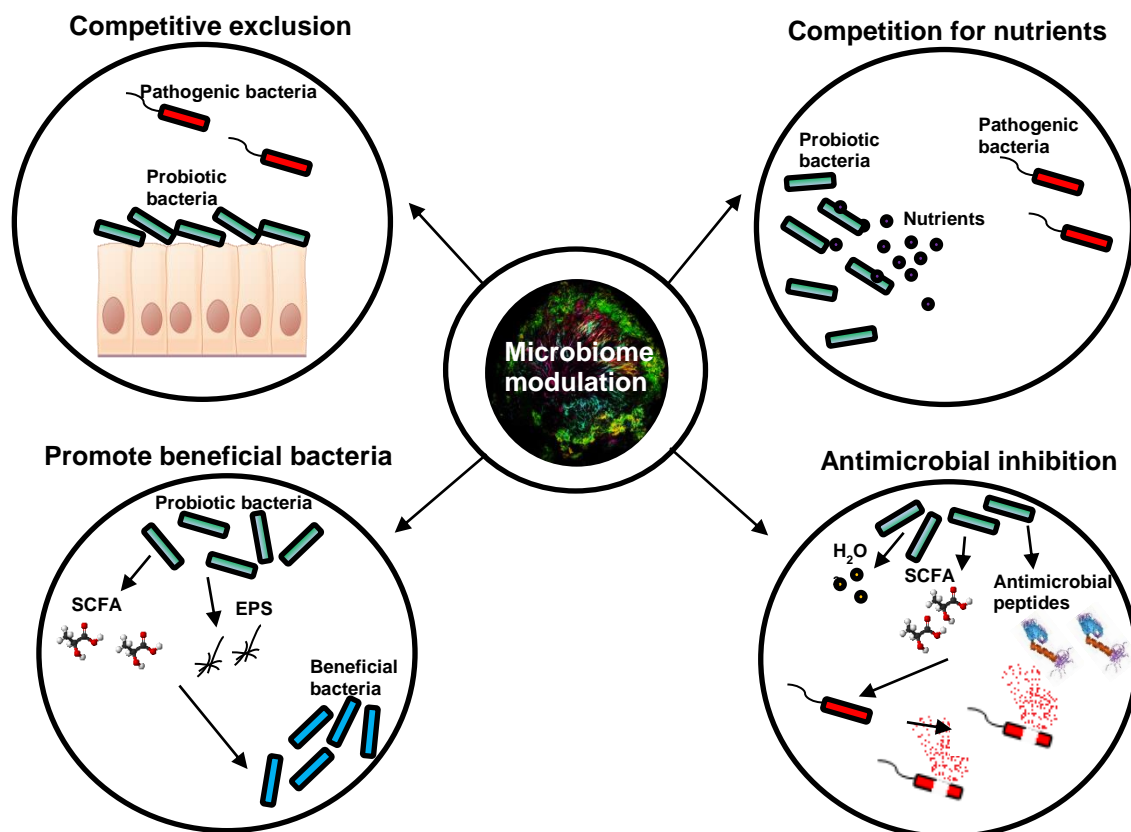 Competitive exclusion
Pathogenic bacteria
Probiotic
bacteria
Competition for nutrients
Probiotic
bacteria
Pathogenic
bacteria
Nutrients
Microbiome
modulation
Promote beneficial bacteria
Probiotic bacteria
SCFA
EPS
Beneficial
bacteria
Antimicrobial inhibition
H₂O
SCFA
Antimicrobial
peptides